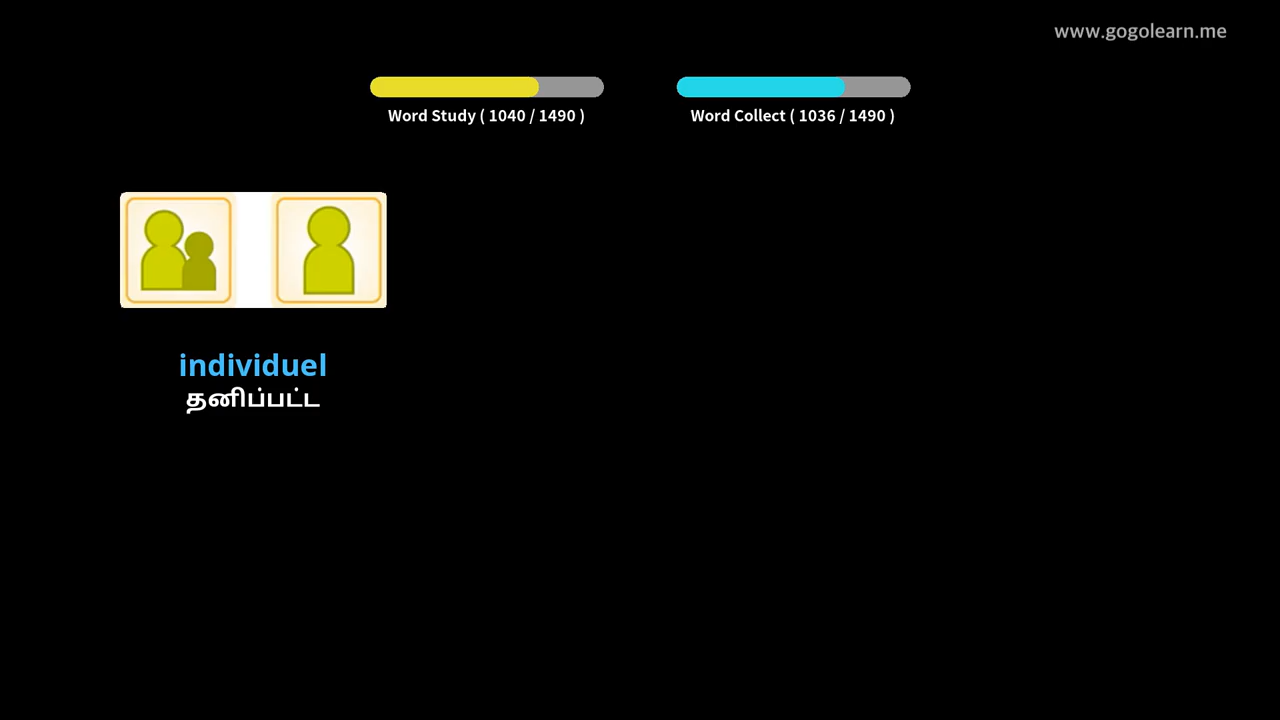 www.gogolearn.me
Word Study ( 1040 / 1490 )
Word Collect ( 1036 / 1490 )
individuel
தனிப்பட்ட